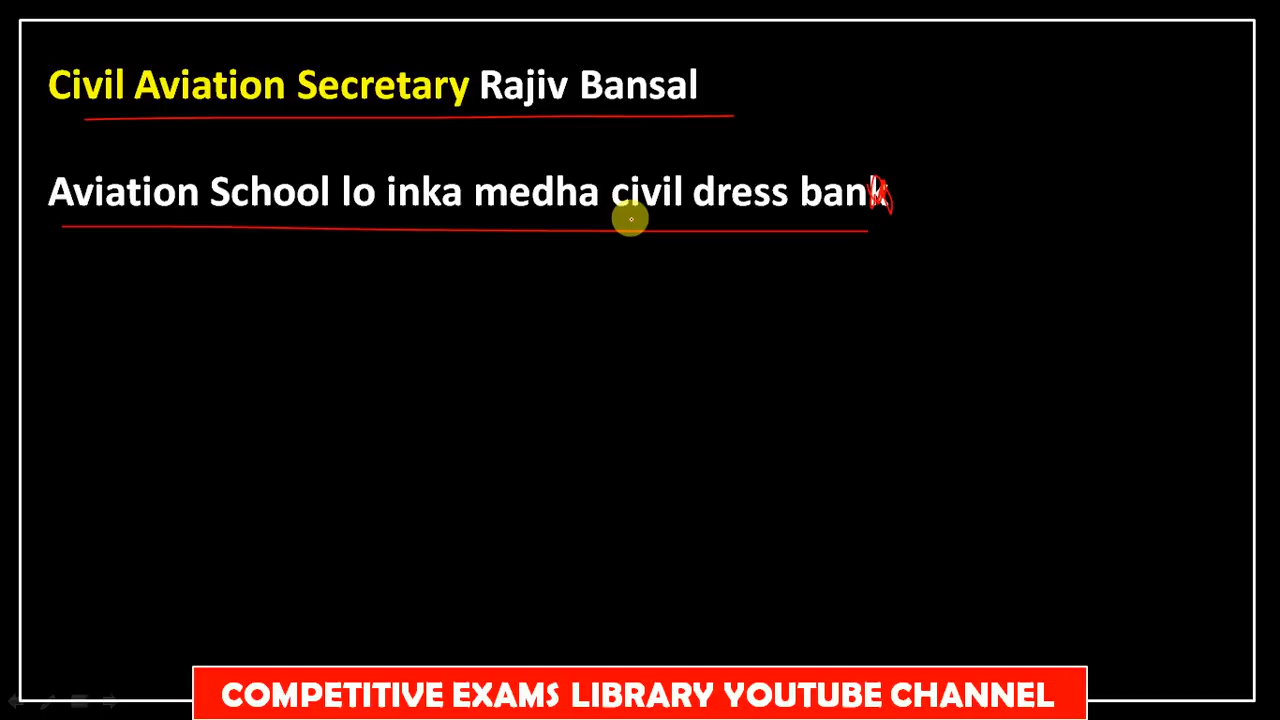 Civil Aviation Secretary Rajiv Bansal
Aviation School lo inka medha civil dress bank
COMPETITIVE EXAMS LIBRARY YOUTUBE CHANNEL